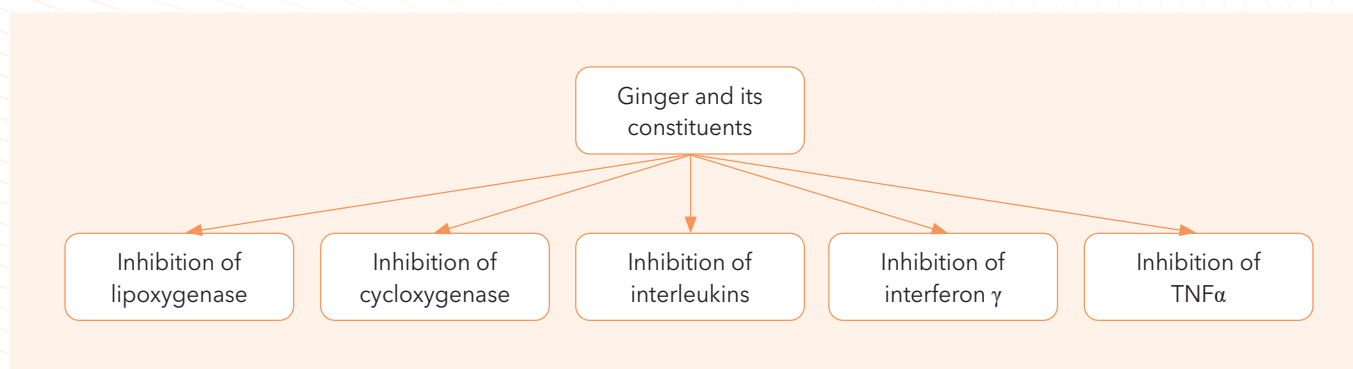 Ginger and its
constituents
Inhibition of
lipoxygenase
Inhibition of
cycloxygenase
Inhibition of
interleukins
Inhibition of
interferon γ
Inhibition of
TNFα